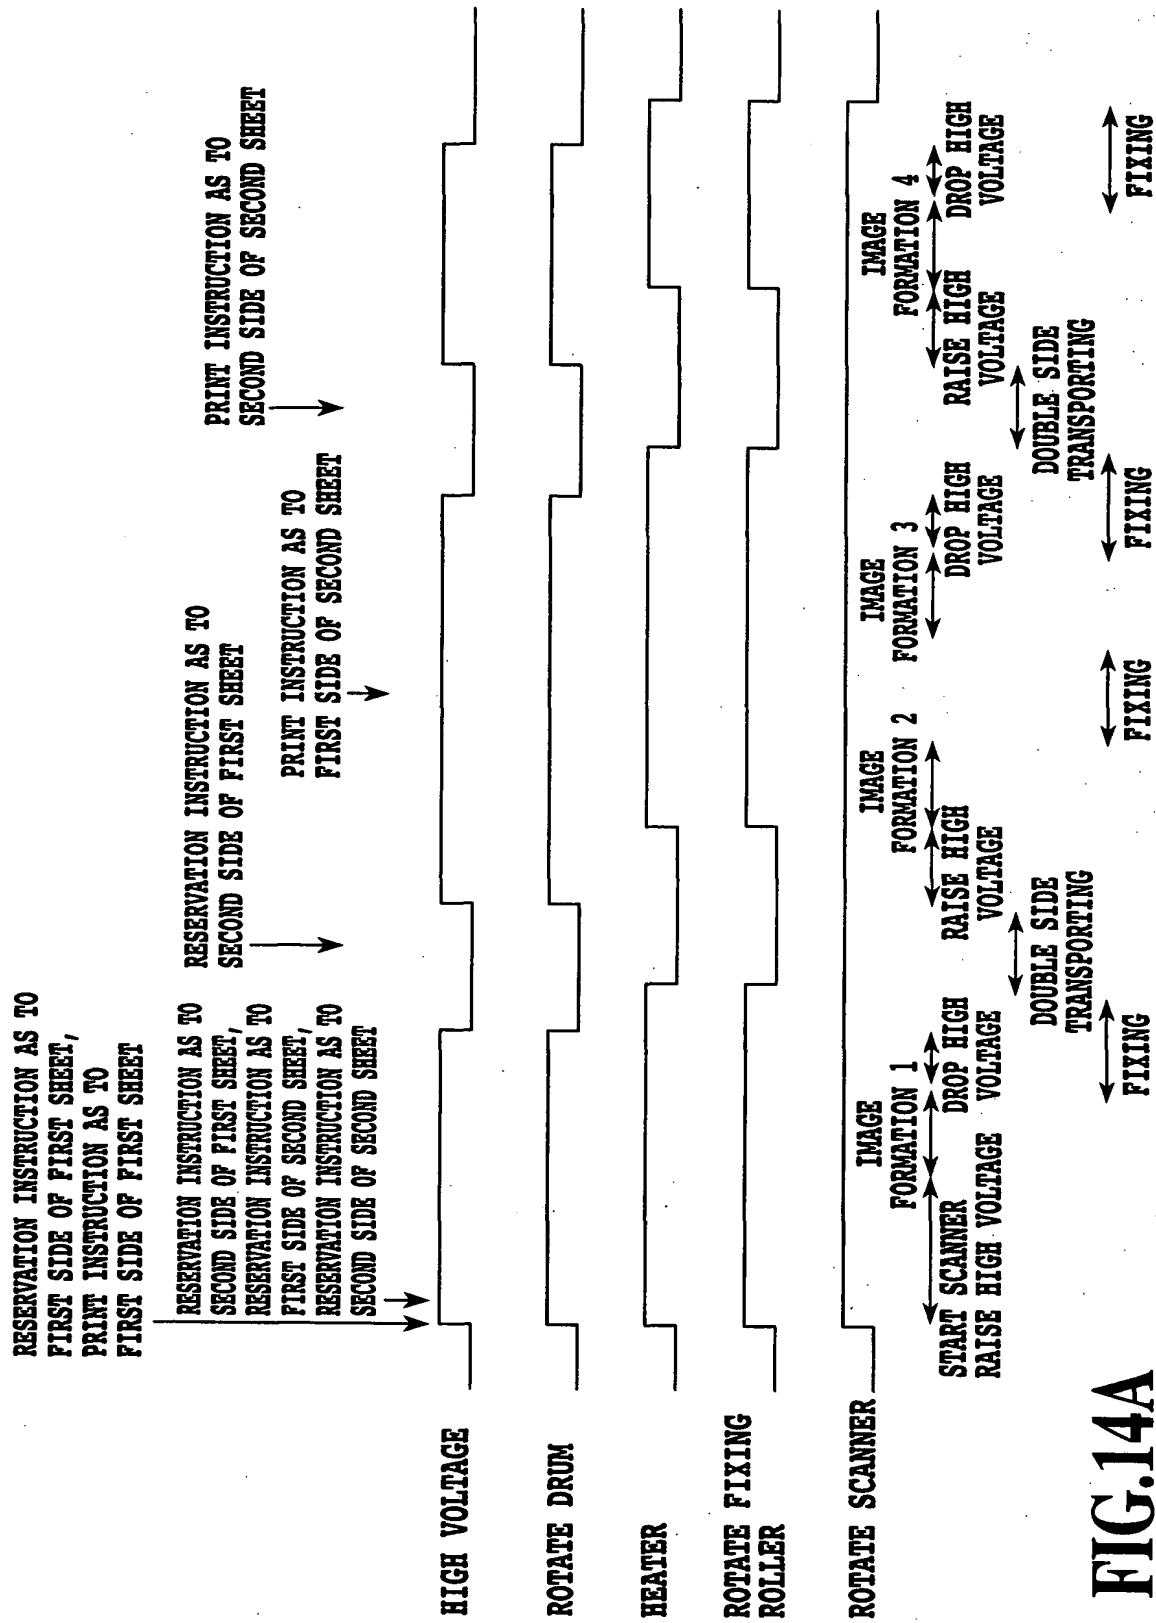 RESERVATION INSTRUCTION AS TO
FIRST SIDE OF FIRST SHEET,
PRINT INSTRUCTION AS TO
FIRST SIDE OF FIRST SHEET
RESERVATION INSTRUCTION AS TO
SECOND SIDE OF FIRST SHEET,
RESERVATION INSTRUCTION AS TO
FIRST SIDE OF SECOND SHEET,
RESERVATION INSTRUCTION AS TO
SECOND SIDE OF SECOND SHEET
RESERVATION INSTRUCTION AS TO
SECOND SIDE OF FIRST SHEET
PRINT INSTRUCTION AS TO
FIRST SIDE OF SECOND SHEET
PRINT INSTRUCTION AS TO
SECOND SIDE OF SECOND SHEET
HIGH VOLTAGE
ROTATE DRUM
HEATER
ROTATE FIXING
ROLLER
ROTATE SCANNER
START SCANNER
RAISE HIGH VOLTAGE
IMAGE
FORMATION 1
DROP HIGH
VOLTAGE
RAISE HIGH
VOLTAGE
IMAGE
FORMATION 2
IMAGE
FORMATION 3
DROP HIGH
VOLTAGE
RAISE HIGH
VOLTAGE
IMAGE
FORMATION 4
DROP HIGH
VOLTAGE
DOUBLE SIDE
TRANSPORTING
DOUBLE SIDE
TRANSPORTING
FIXING
FIXING
FIXING
FIXING
FIG.14A